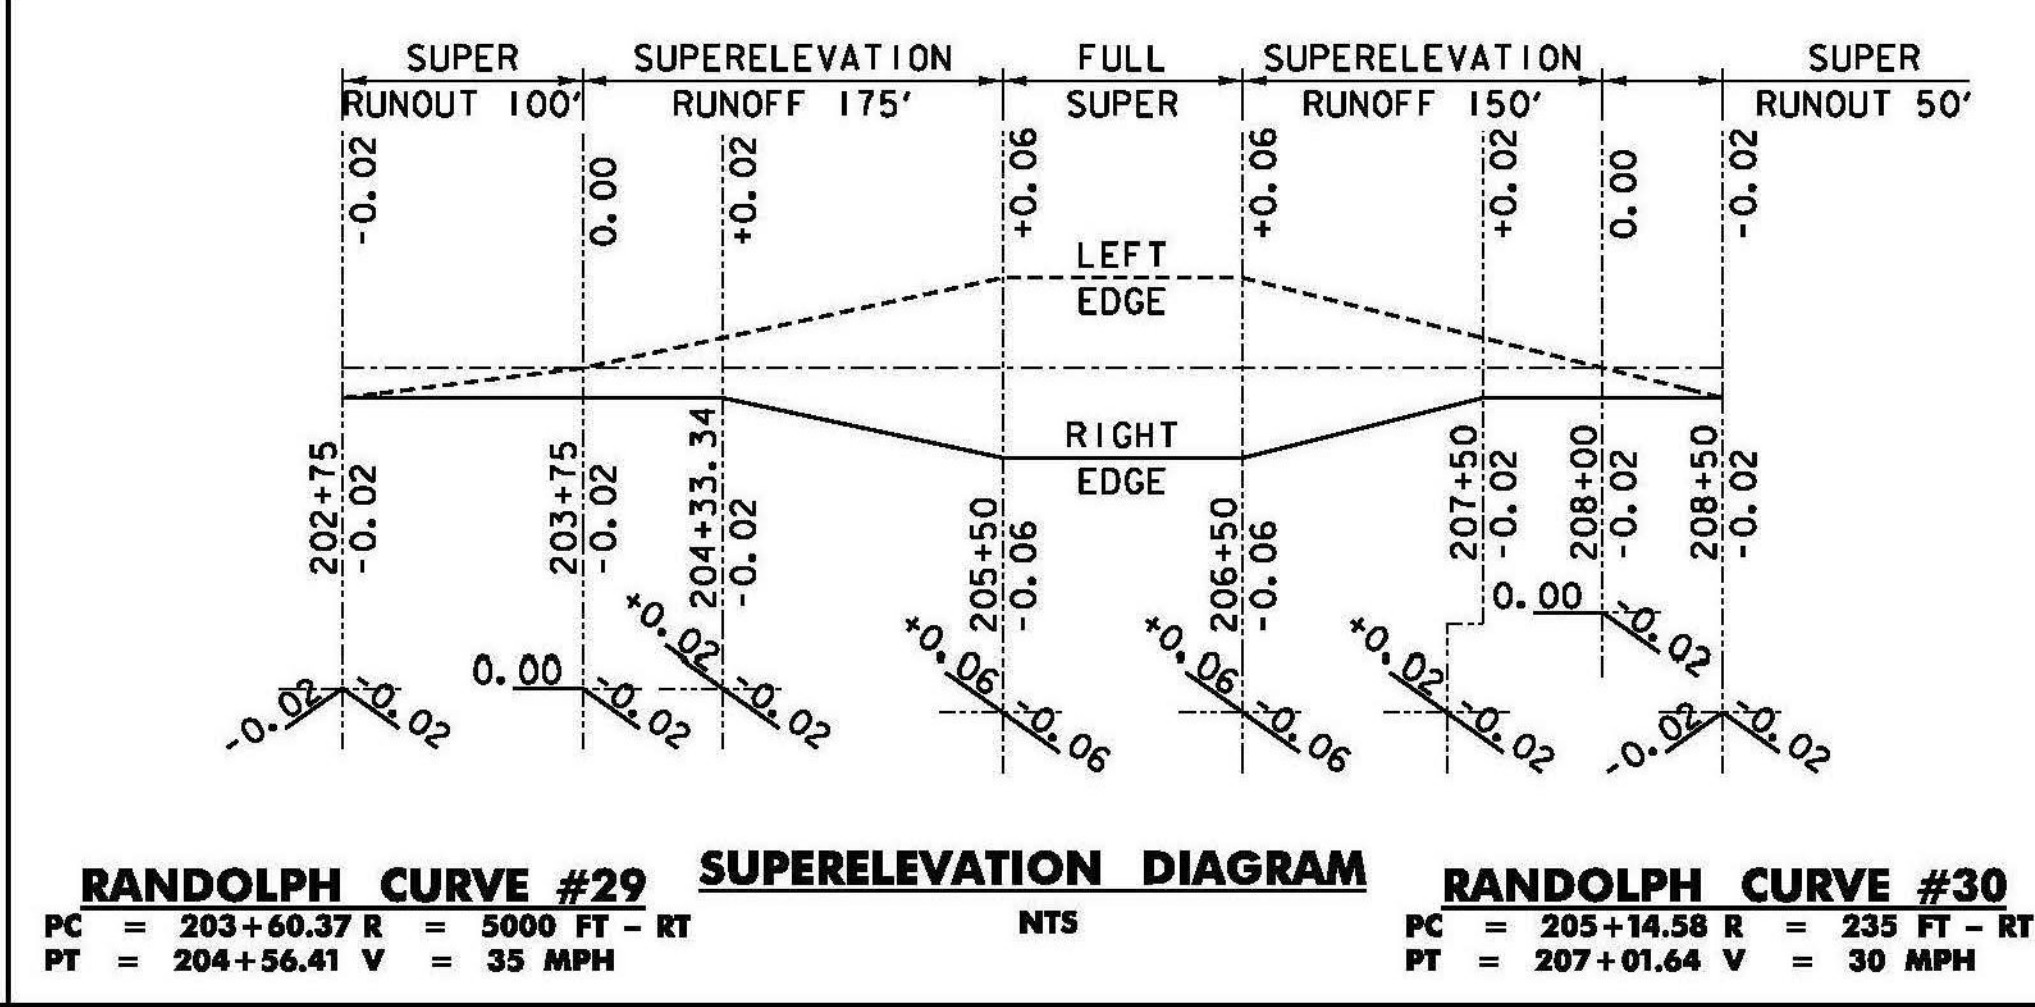 SUPER SUPERELEVATION FULL SUPERELEVATION SUPER
RUNOUT 100' RUNOFF 175' SUPER RUNOFF 150' RUNOUT 50'
-0.02
0.00
+0.02
+0.06
+0.06
+0.02
0.00
-0.02
LEFT
EDGE
RIGHT
EDGE
202+75
-0.02
203+75
-0.02
204+33.34
-0.02
205+50
-0.06
206+50
-0.06
207+50
-0.02
208+00
-0.02
208+50
-0.02
-0.02 -0.02
0.00 -0.02
+0.02 -0.02
+0.06 -0.06
+0.06 -0.06
+0.02 -0.02
0.00 -0.02
-0.02 -0.02
SUPERELEVATION DIAGRAM
NTS
RANDOLPH CURVE #29
PC = 203+60.37 R = 5000 FT - RT
PT = 204+56.41 V = 35 MPH
RANDOLPH CURVE #30
PC = 205+14.58 R = 235 FT - RT
PT = 207+01.64 V = 30 MPH